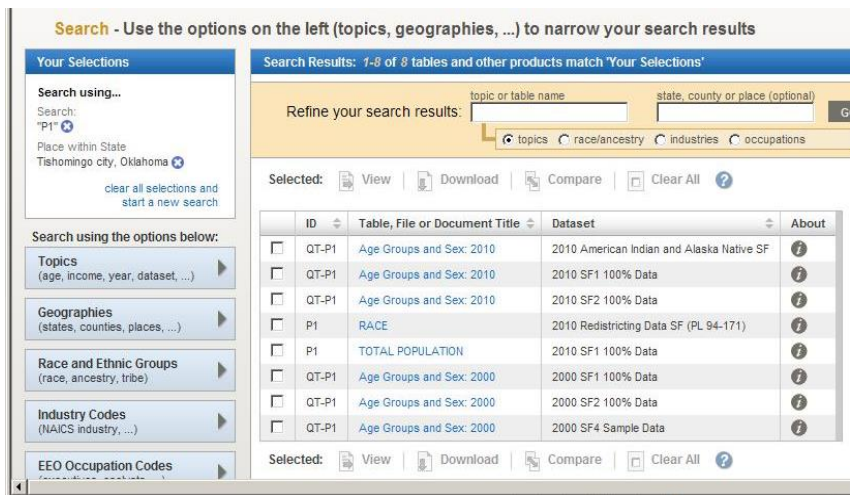 Search - Use the options on the left (topics, geographies, ...) to narrow your search results
Your Selections
Search using...
Search:
"P1"
Place within State
Tishomingo city, Oklahoma
clear all selections and
start a new search
Search using the options below:
Topics
(age, income, year, dataset, ...)
Geographies
(states, counties, places, ...)
Race and Ethnic Groups
(race, ancestry, tribe)
Industry Codes
(NAICS industry, ...)
EEO Occupation Codes
Search Results: 1-8 of 8 tables and other products match 'Your Selections'
topic or table name state, county or place (optional)
Refine your search results:
topics race/ancestry industries occupations
Selected: View | Download | Compare | Clear All ?
ID Table, File or Document Title Dataset About
QT-P1 Age Groups and Sex: 2010 2010 American Indian and Alaska Native SF
QT-P1 Age Groups and Sex: 2010 2010 SF1 100% Data
QT-P1 Age Groups and Sex: 2010 2010 SF2 100% Data
P1 RACE 2010 Redistricting Data SF (PL 94-171)
P1 TOTAL POPULATION 2010 SF1 100% Data
QT-P1 Age Groups and Sex: 2000 2000 SF1 100% Data
QT-P1 Age Groups and Sex: 2000 2000 SF2 100% Data
QT-P1 Age Groups and Sex: 2000 2000 SF4 Sample Data
Selected: View | Download | Compare | Clear All ?